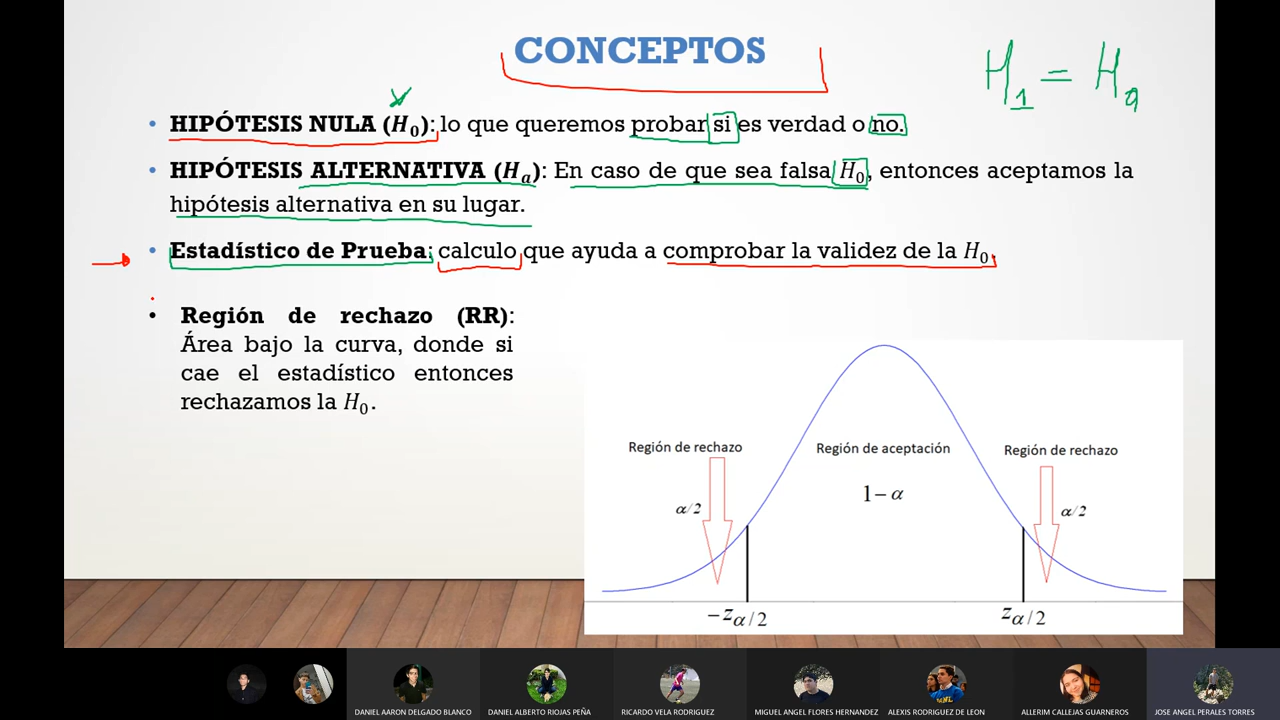 CONCEPTOS
H₁ = Hₐ
• HIPÓTESIS NULA (H₀): lo que queremos probar si es verdad o no.
• HIPÓTESIS ALTERNATIVA (Hₐ): En caso de que sea falsa H₀, entonces aceptamos la
hipótesis alternativa en su lugar.
• Estadístico de Prueba: calculo que ayuda a comprobar la validez de la H₀.
• Región de rechazo (RR):
Área bajo la curva, donde si
cae el estadístico entonces
rechazamos la H₀.
Región de rechazo
Región de aceptación
Región de rechazo
1 − α
α/2
α/2
−z α/2
z α/2
DANIEL AARON DELGADO BLANCO
DANIEL ALBERTO RIOJAS PEÑA
RICARDO VELA RODRIGUEZ
MIGUEL ANGEL FLORES HERNANDEZ
ALEXIS RODRIGUEZ DE LEON
ALLERIM CALLEJAS GUARNEROS
JOSE ANGEL PERALES TORRES